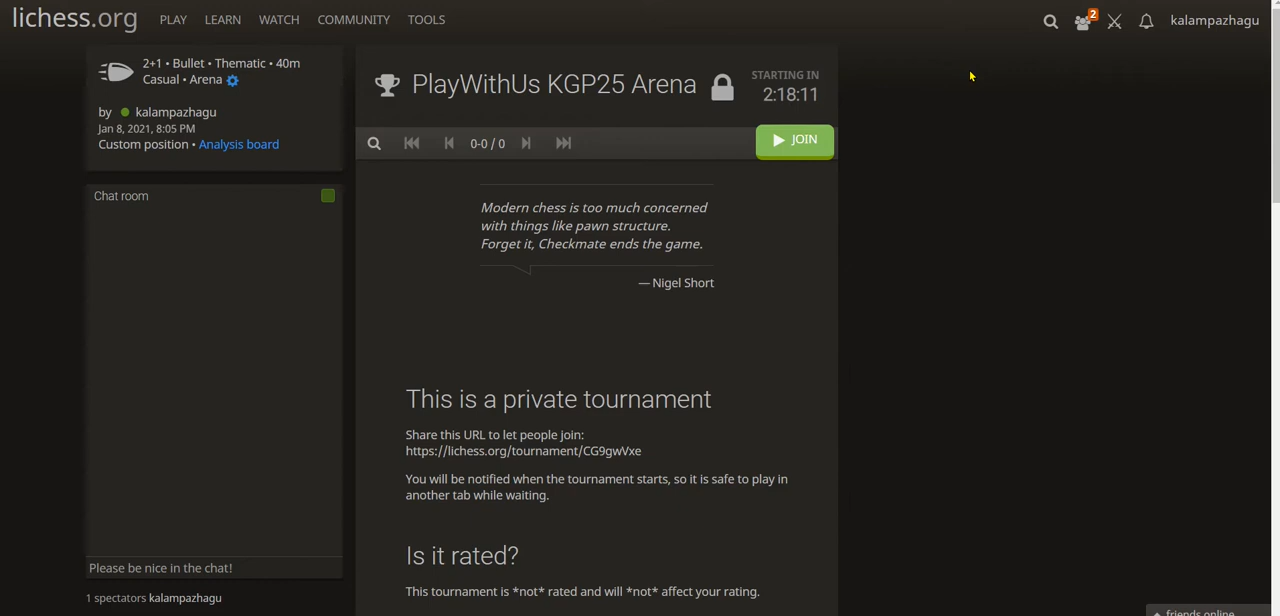 lichess.org
PLAY LEARN WATCH COMMUNITY TOOLS
2
kalampazhagu
2+1 • Bullet • Thematic • 40m
Casual • Arena
by kalampazhagu
Jan 8, 2021, 8:05 PM
Custom position • Analysis board
Chat room
Please be nice in the chat!
1 spectators kalampazhagu
PlayWithUs KGP25 Arena
STARTING IN
2:18:11
0-0 / 0
JOIN
Modern chess is too much concerned
with things like pawn structure.
Forget it, Checkmate ends the game.
— Nigel Short
This is a private tournament
Share this URL to let people join:
https://lichess.org/tournament/CG9gwVxe
You will be notified when the tournament starts, so it is safe to play in
another tab while waiting.
Is it rated?
This tournament is *not* rated and will *not* affect your rating.
friends online